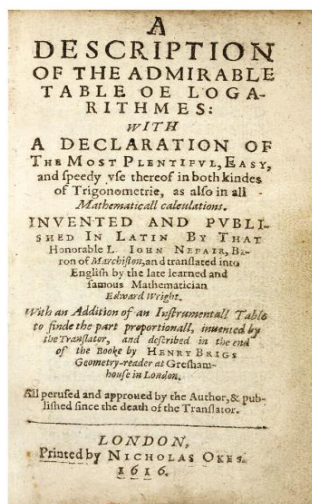 A
DESCRIPTION
OF THE ADMIRABLE
TABLE OE LOGA-
RITHMES:
WITH
A DECLARATION OF
THE MOST PLENTIFVL, EASY,
and speedy vse thereof in both kindes
of Trigonometrie, as also in all
Mathematicall calculations.
INVENTED AND PVBLI-
SHED IN LATIN BY THAT
Honorable L. IOHN NEPAIR, Ba-
ron of Marchiston, and translated into
English by the late learned and
famous Mathematician
Edward Wright.
With an Addition of an Instrumentall Table
to finde the part proportionall, inuented by
the Translator, and described in the end
of the Booke by HENRY BRIGS
Geometry-reader at Gresham-
house in London.
All perused and approued by the Author, & pub-
lished since the death of the Translator.
LONDON,
Printed by NICHOLAS OKES.
1616.